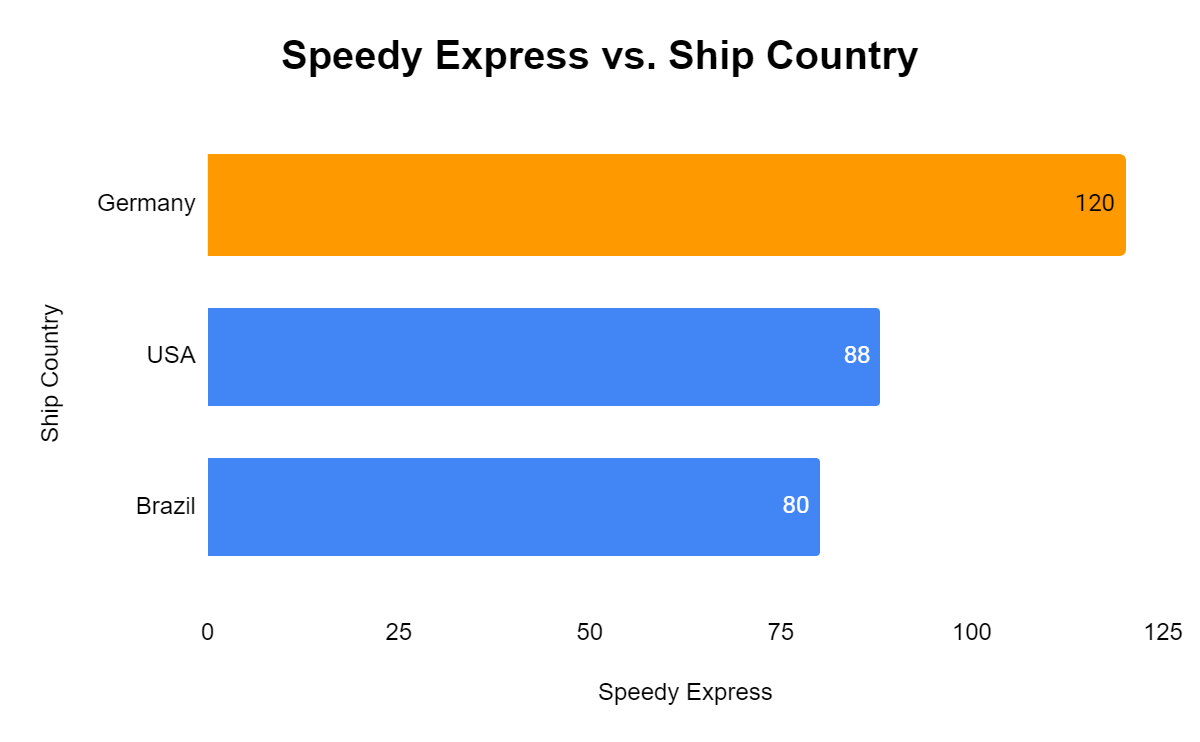 Speedy Express vs. Ship Country
Ship Country
Germany
120
USA
88
Brazil
80
0 25 50 75 100 125
Speedy Express